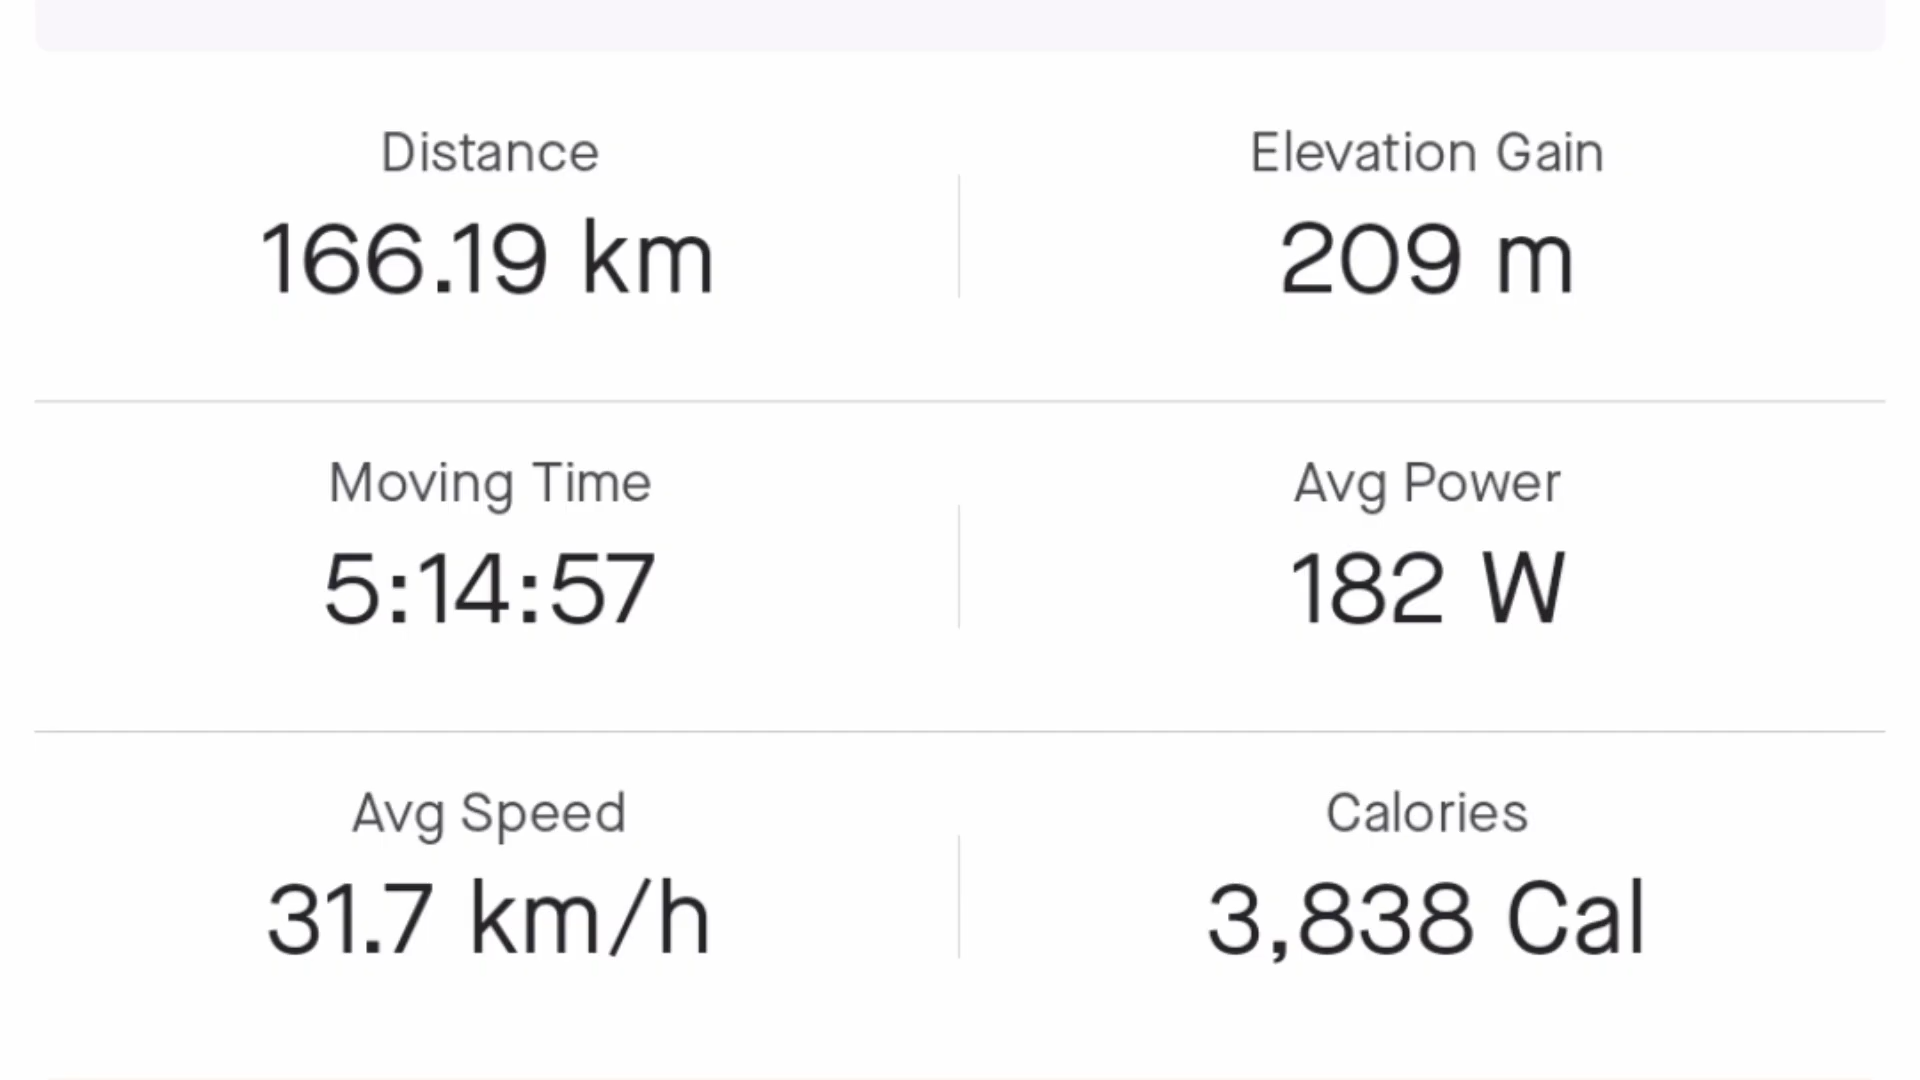 Distance
166.19 km
Elevation Gain
209 m
Moving Time
5:14:57
Avg Power
182 W
Avg Speed
31.7 km/h
Calories
3,838 Cal